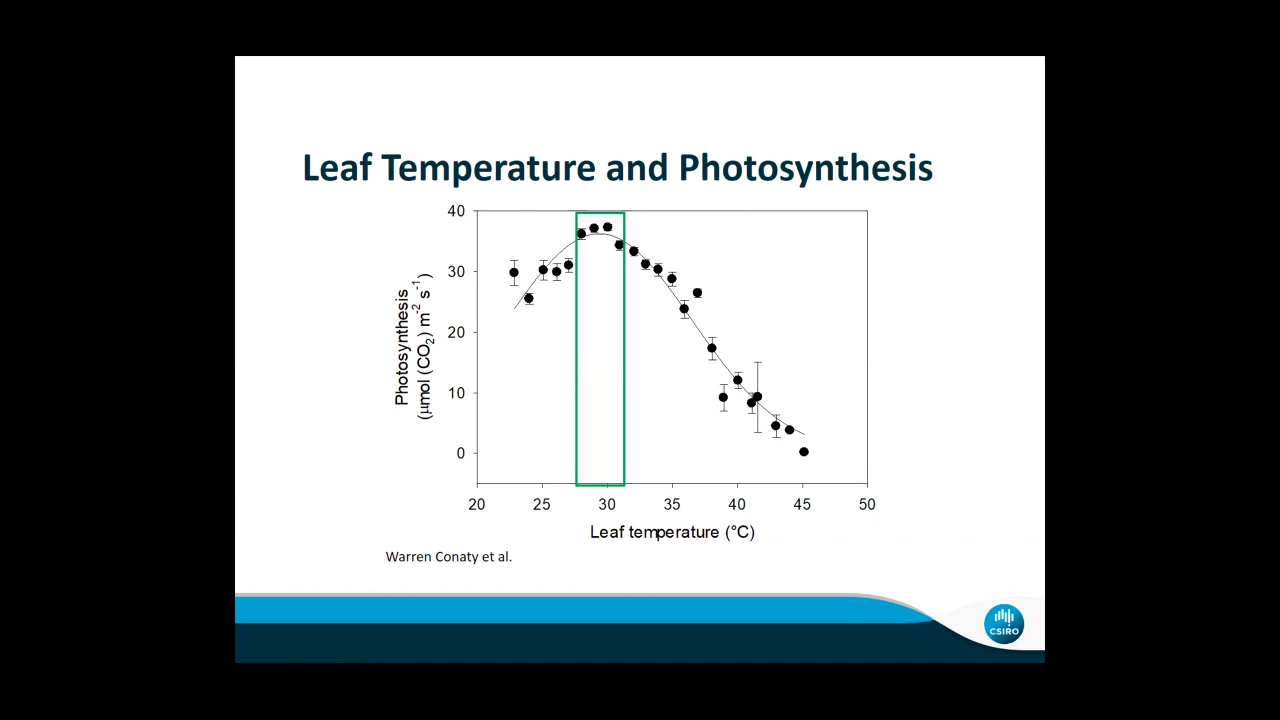 Leaf Temperature and Photosynthesis
Photosynthesis
(μmol (CO₂) m⁻² s⁻¹)
40
30
20
10
0
20 25 30 35 40 45 50
Leaf temperature (°C)
Warren Conaty et al.
CSIRO